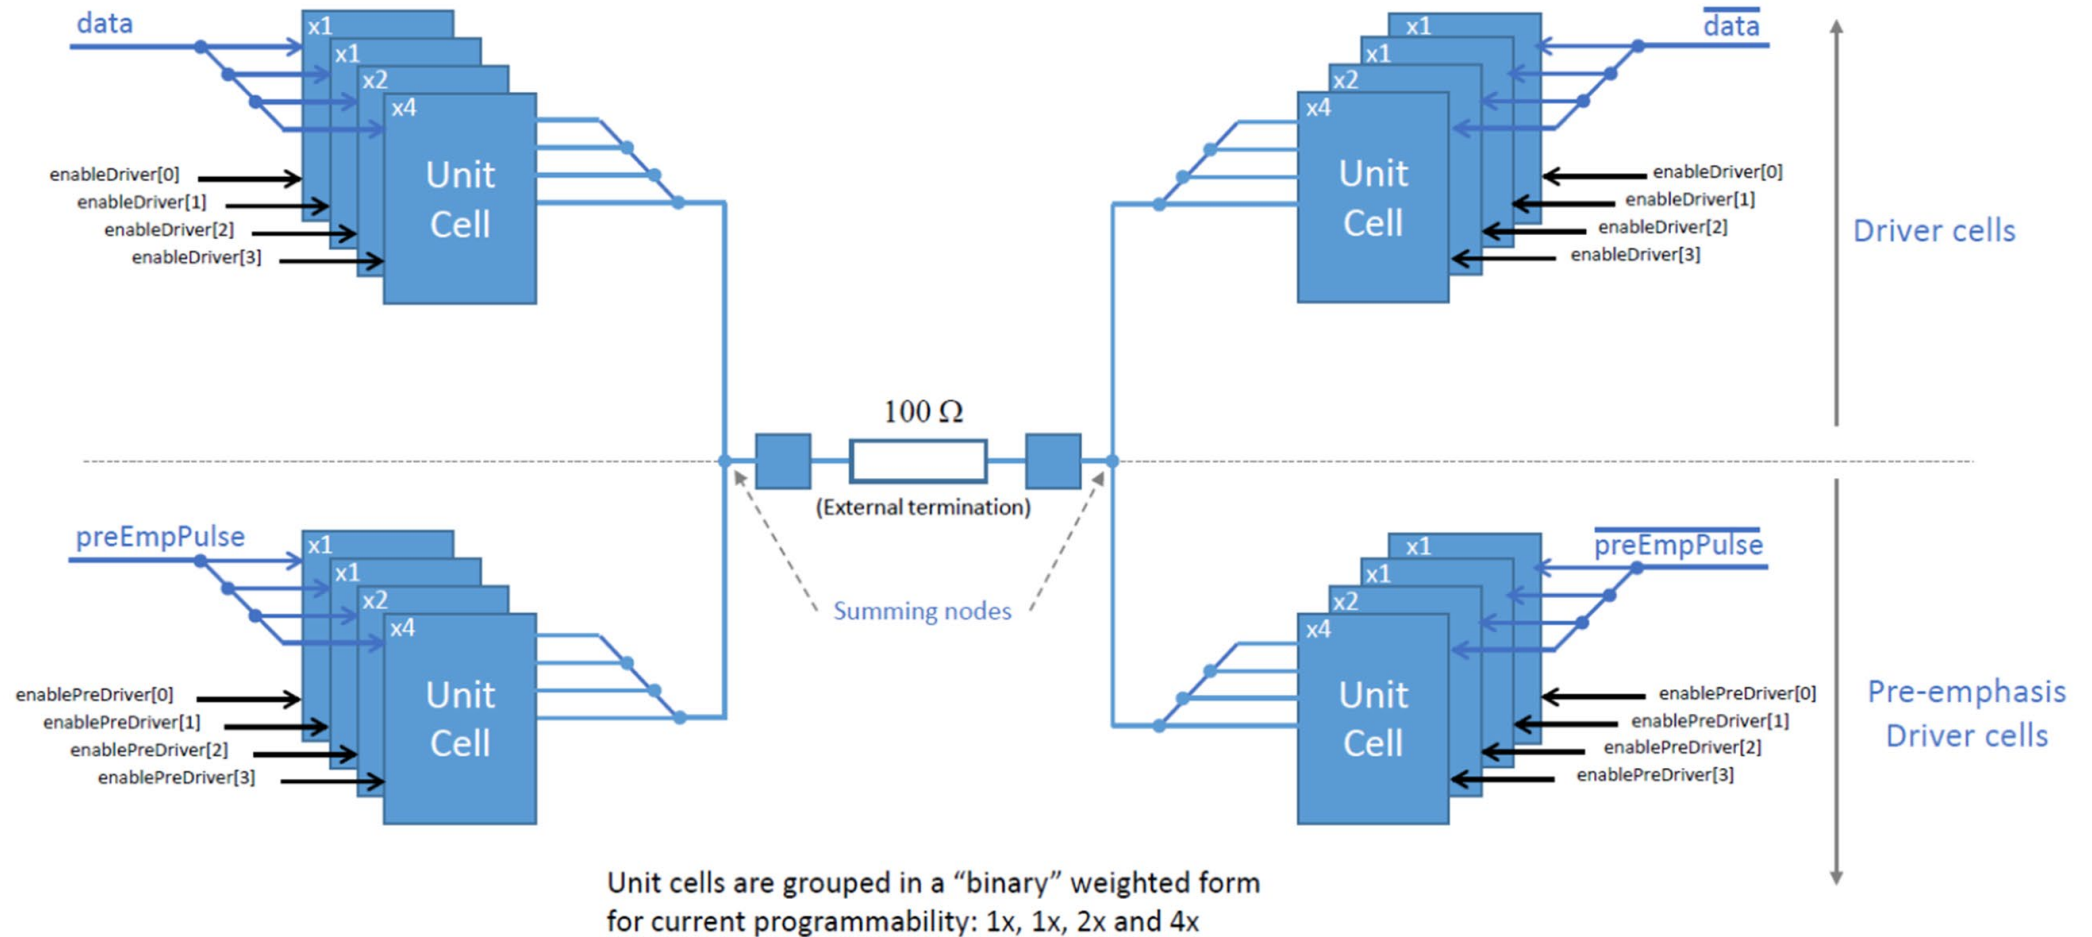 data
x1
x1
x2
x4
Unit
Cell
enableDriver[0]
enableDriver[1]
enableDriver[2]
enableDriver[3]
data
x1
x1
x2
x4
Unit
Cell
enableDriver[0]
enableDriver[1]
enableDriver[2]
enableDriver[3]
Driver cells
100 Ω
(External termination)
Summing nodes
preEmpPulse
x1
x1
x2
x4
Unit
Cell
enablePreDriver[0]
enablePreDriver[1]
enablePreDriver[2]
enablePreDriver[3]
preEmpPulse
x1
x1
x2
x4
Unit
Cell
enablePreDriver[0]
enablePreDriver[1]
enablePreDriver[2]
enablePreDriver[3]
Pre-emphasis
Driver cells
Unit cells are grouped in a “binary” weighted form
for current programmability: 1x, 1x, 2x and 4x